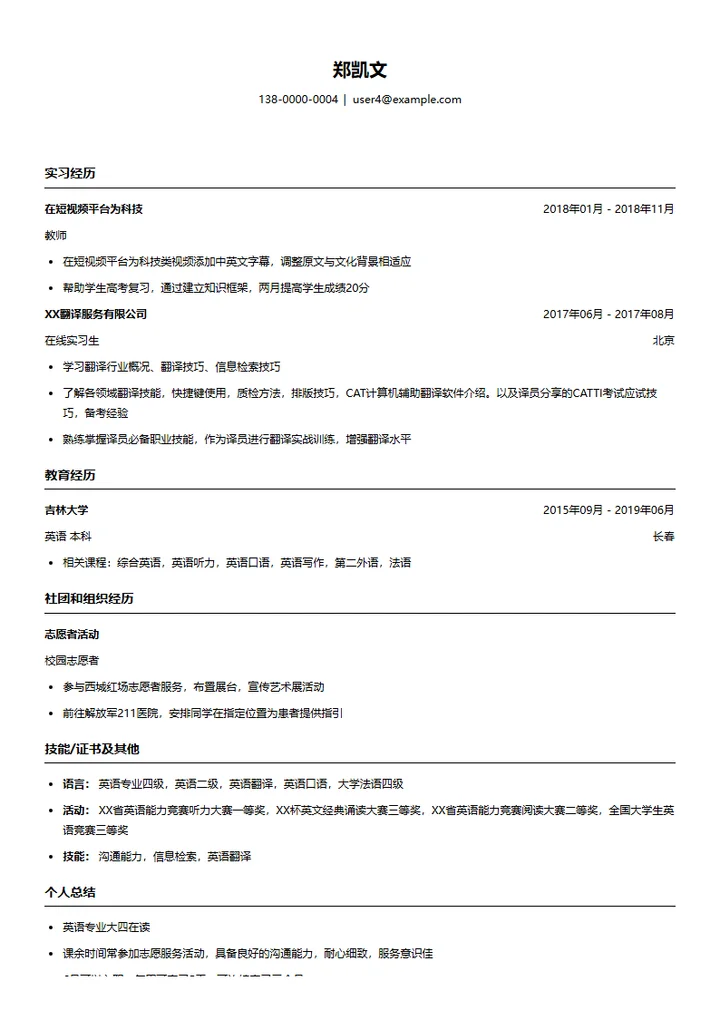 郑凯文
138-0000-0004 | user4@example.com
实习经历
在短视频平台为科技 2018年01月 - 2018年11月
教师
• 在短视频平台为科技类视频添加中英文字幕，调整原文与文化背景相适应
• 帮助学生高考复习，通过建立知识框架，两月提高学生成绩20分
XX翻译服务有限公司 2017年06月 - 2017年08月
在线实习生 北京
• 学习翻译行业概况、翻译技巧、信息检索技巧
• 了解各领域翻译技能，快捷键使用，质检方法，排版技巧，CAT计算机辅助翻译软件介绍。以及译员分享的CATTI考试应试技
巧，备考经验
• 熟练掌握译员必备职业技能，作为译员进行翻译实战训练，增强翻译水平
教育经历
吉林大学 2015年09月 - 2019年06月
英语 本科 长春
• 相关课程：综合英语，英语听力，英语口语，英语写作，第二外语，法语
社团和组织经历
志愿者活动
校园志愿者
• 参与西城红场志愿者服务，布置展台，宣传艺术展活动
• 前往解放军211医院，安排同学在指定位置为患者提供指引
技能/证书及其他
• 语言： 英语专业四级，英语二级，英语翻译，英语口语，大学法语四级
• 活动： XX省英语能力竞赛听力大赛一等奖，XX杯英文经典诵读大赛三等奖，XX省英语能力竞赛阅读大赛二等奖，全国大学生英
语竞赛三等奖
• 技能： 沟通能力，信息检索，英语翻译
个人总结
• 英语专业大四在读
• 课余时间常参加志愿服务活动，具备良好的沟通能力，耐心细致，服务意识佳